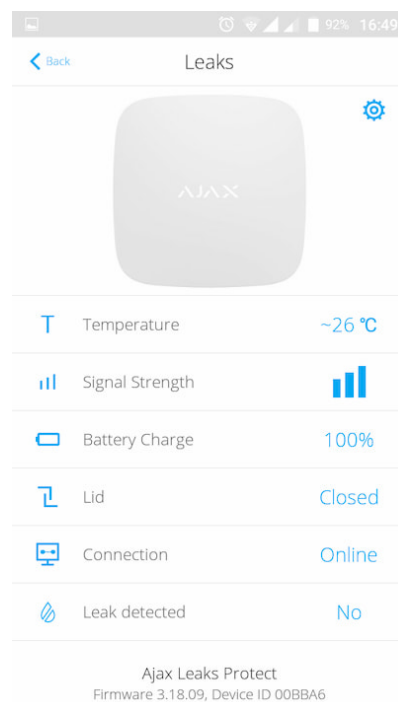 92% 16:49
Back Leaks
AJAX
T Temperature ~26 °C
Signal Strength
Battery Charge 100%
Lid Closed
Connection Online
Leak detected No
Ajax Leaks Protect
Firmware 3.18.09, Device ID 00BBA6